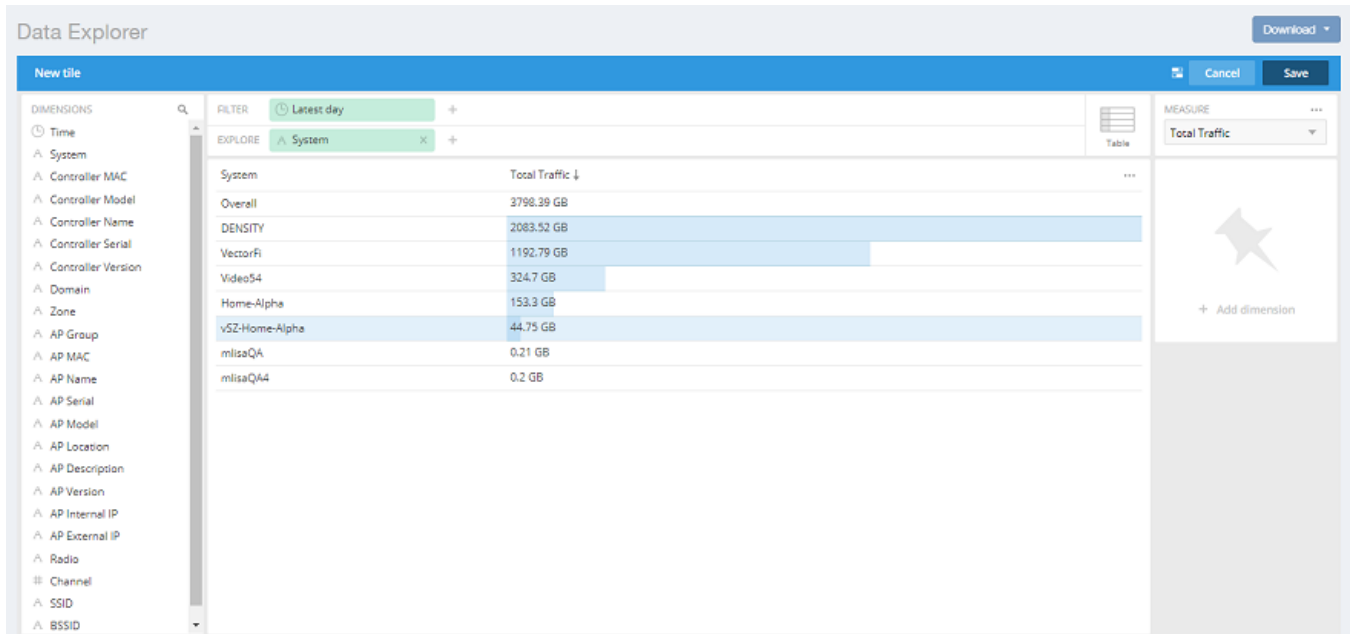 Data Explorer
Download
New tile
Cancel
Save
DIMENSIONS
Time
System
Controller MAC
Controller Model
Controller Name
Controller Serial
Controller Version
Domain
Zone
AP Group
AP MAC
AP Name
AP Serial
AP Model
AP Location
AP Description
AP Version
AP Internal IP
AP External IP
Radio
Channel
SSID
BSSID
FILTER Latest day +
EXPLORE System × +
Table
System Total Traffic ↓
Overall 3798.39 GB
DENSITY 2083.52 GB
VectorFi 1192.79 GB
Video54 324.7 GB
Home-Alpha 153.3 GB
vSZ-Home-Alpha 44.75 GB
mlisaQA 0.21 GB
mlisaQA4 0.2 GB
MEASURE
Total Traffic
+ Add dimension